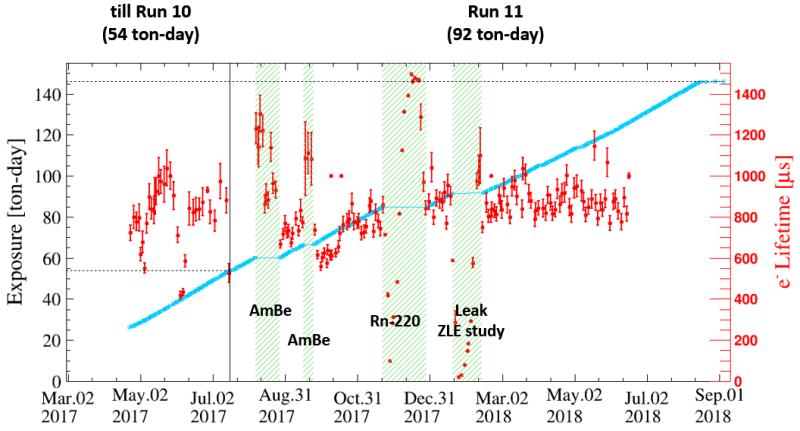 till Run 10
(54 ton-day)
Run 11
(92 ton-day)
Exposure [ton-day]
140
120
100
80
60
40
20
0
AmBe
AmBe
Rn-220
Leak
ZLE study
1400
1200
1000
800
600
400
200
0
e- Lifetime [μs]
Mar.02 May.02 Jul.02 Aug.31 Oct.31 Dec.31 Mar.02 May.02 Jul.02 Sep.01
2017 2017 2017 2017 2017 2017 2018 2018 2018 2018